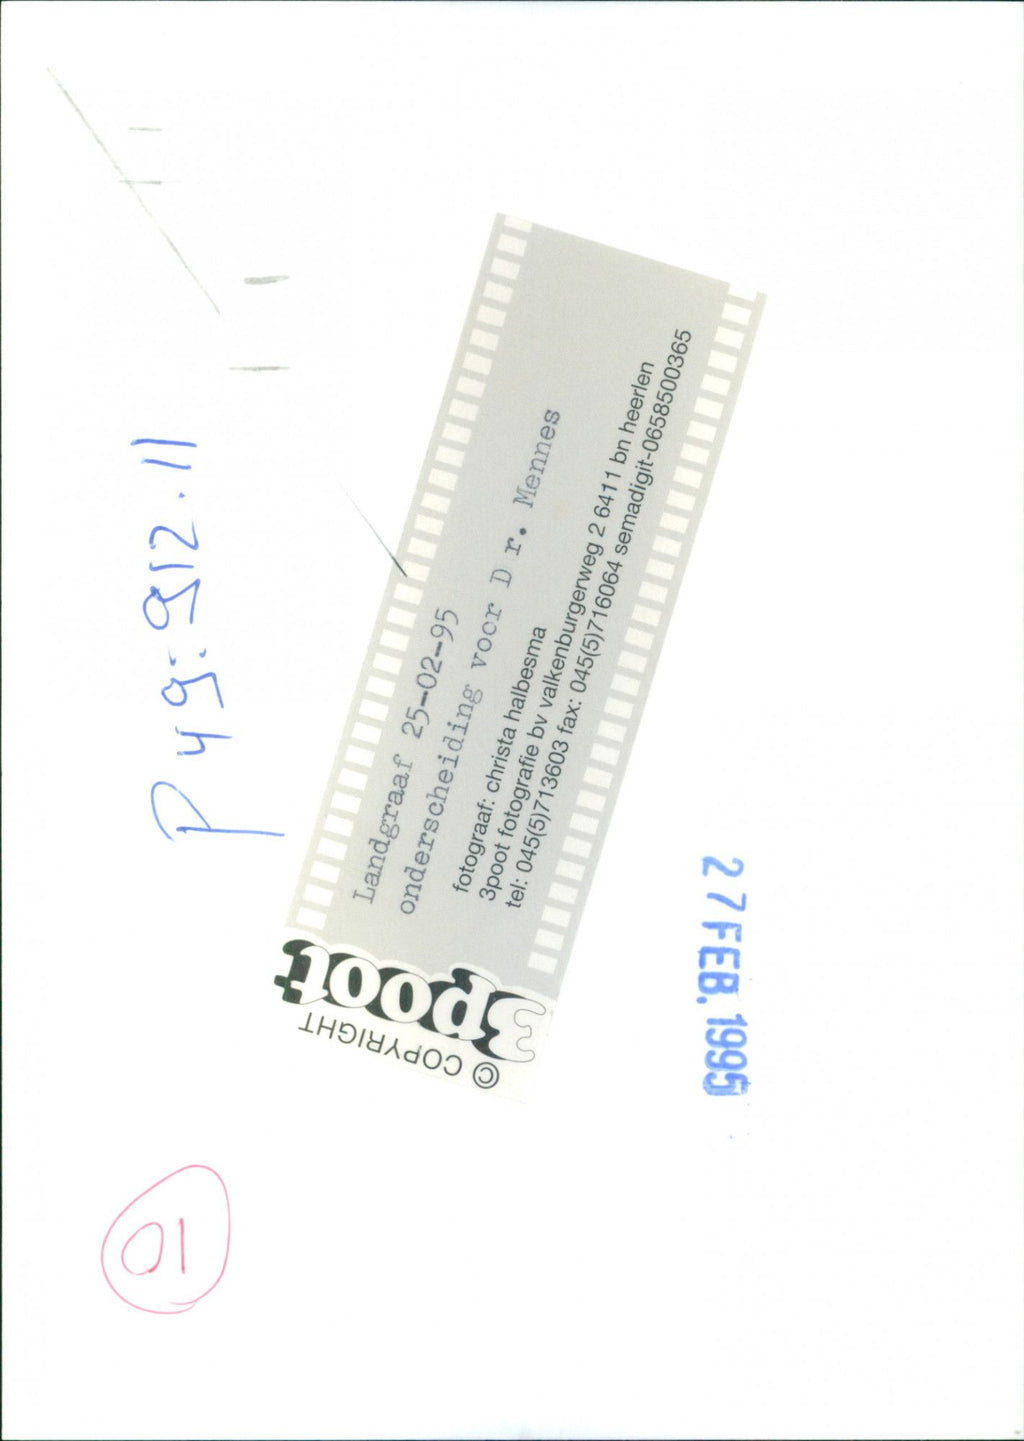 P49:912.11
Landgraaf 25-02-95
onderscheiding voor D r. Mennes
fotograaf: christa halbesma
3poot fotografie bv valkenburgerweg 2 6411 bn heerlen
tel: 045(5)713603 fax: 045(5)716064 semadigit-0658500365
3poot
© COPYRIGHT
27 FEB. 1995
01